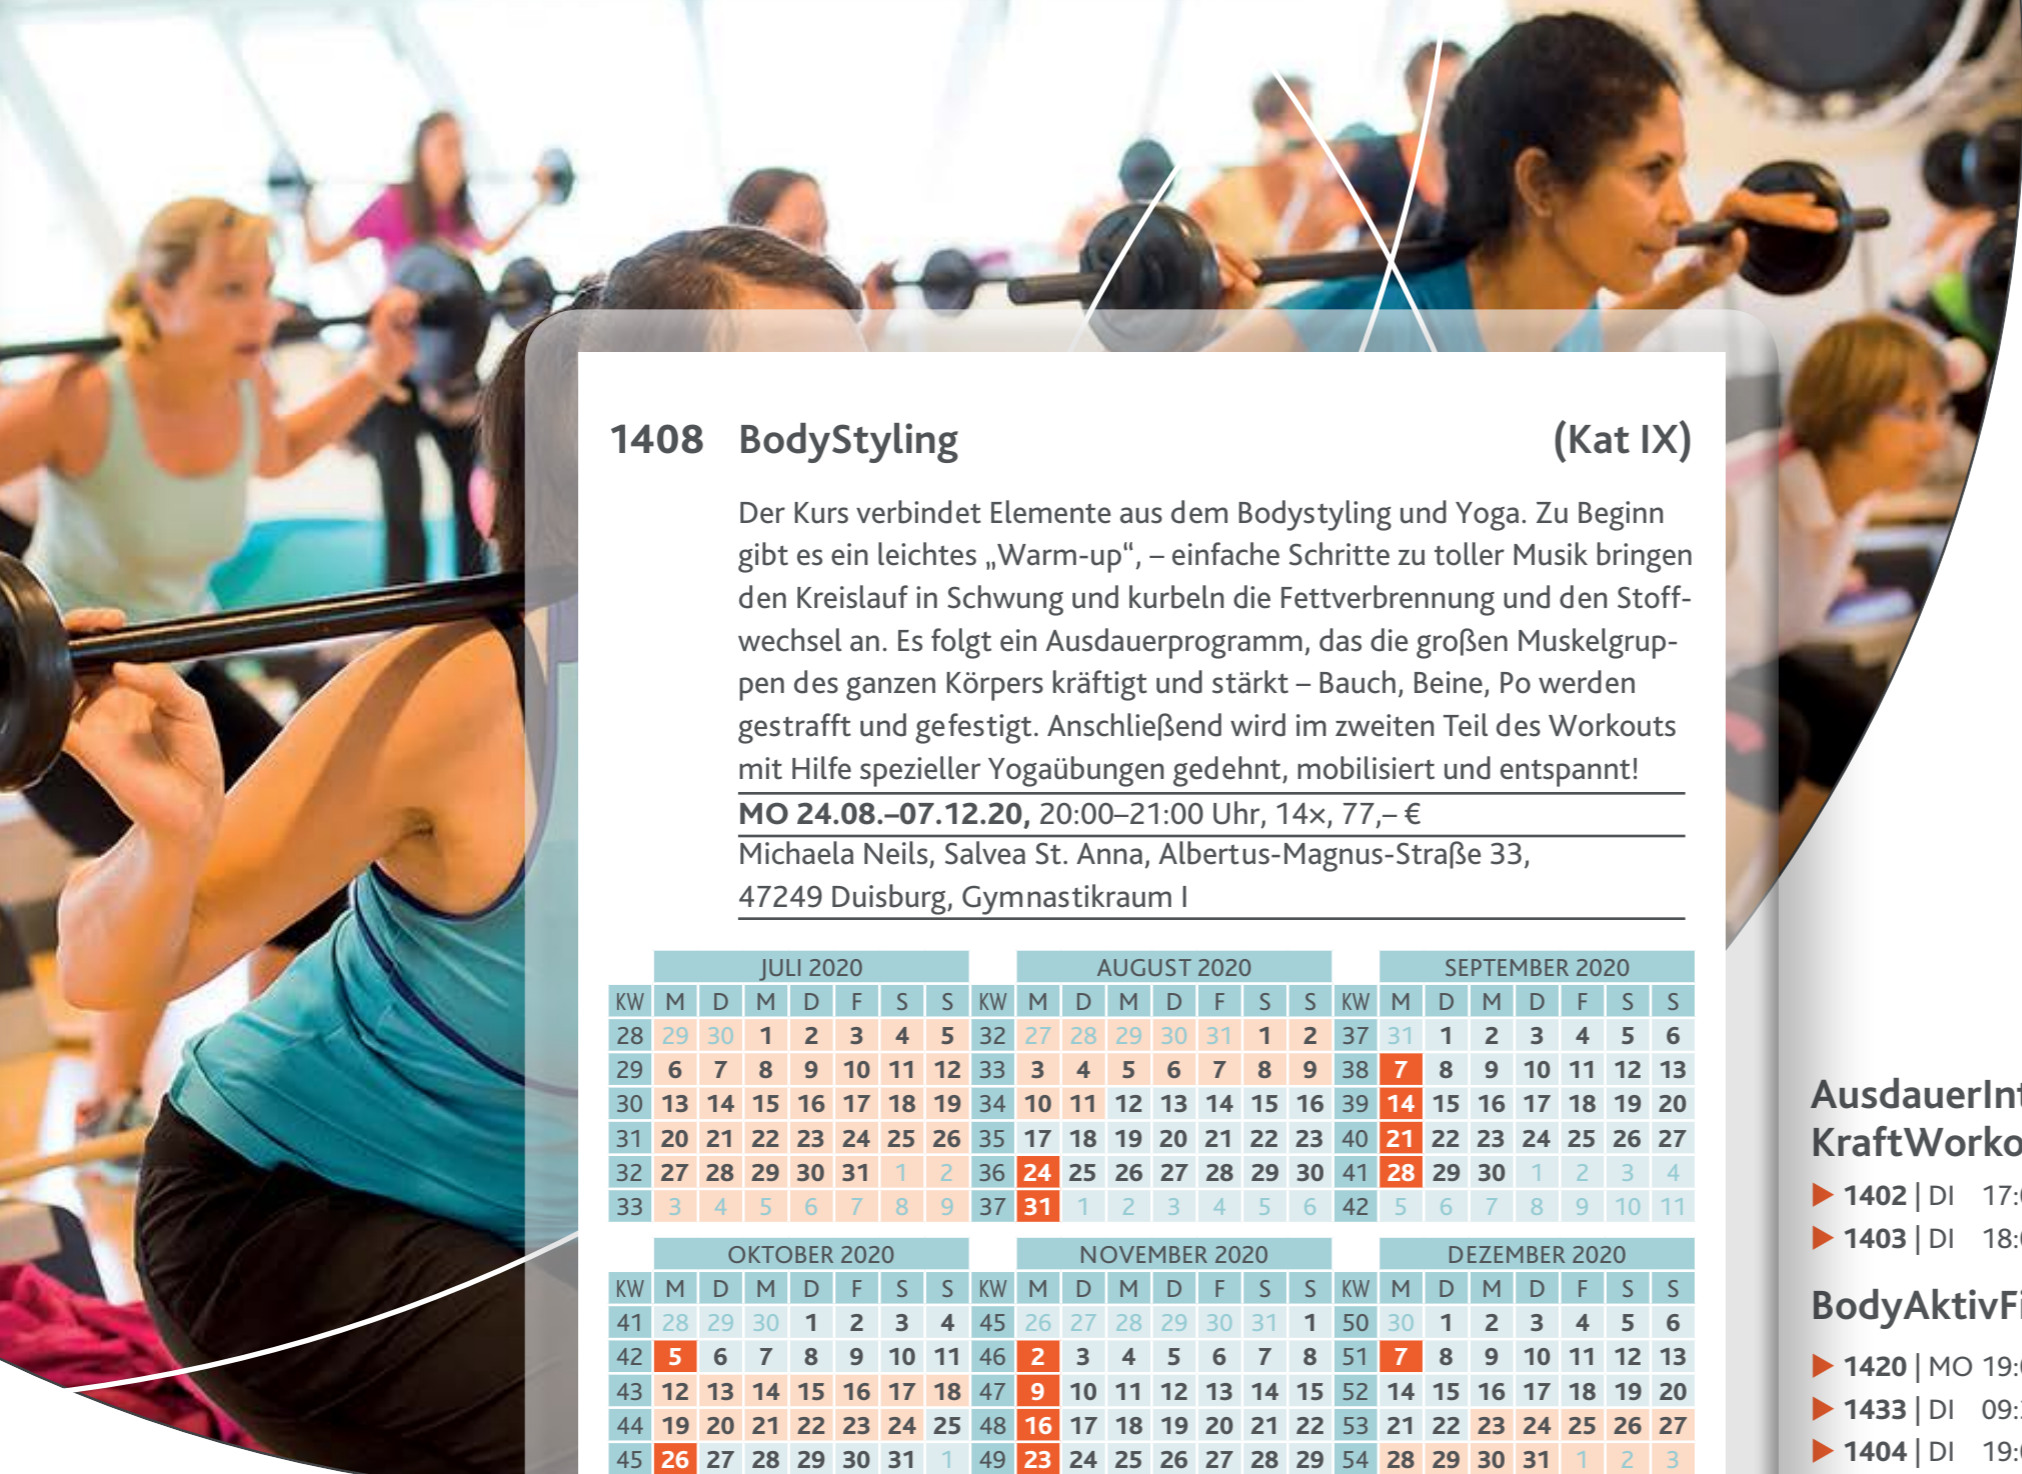 1408 BodyStyling (Kat IX)
Der Kurs verbindet Elemente aus dem Bodystyling und Yoga. Zu Beginn
gibt es ein leichtes „Warm-up“, – einfache Schritte zu toller Musik bringen
den Kreislauf in Schwung und kurbeln die Fettverbrennung und den Stoff-
wechsel an. Es folgt ein Ausdauerprogramm, das die großen Muskelgrup-
pen des ganzen Körpers kräftigt und stärkt – Bauch, Beine, Po werden
gestrafft und gefestigt. Anschließend wird im zweiten Teil des Workouts
mit Hilfe spezieller Yogaübungen gedehnt, mobilisiert und entspannt!
MO 24.08.–07.12.20, 20:00–21:00 Uhr, 14×, 77,– €
Michaela Neils, Salvea St. Anna, Albertus-Magnus-Straße 33,
47249 Duisburg, Gymnastikraum I
JULI 2020 AUGUST 2020 SEPTEMBER 2020
KW M D M D F S S KW M D M D F S S KW M D M D F S S
28 29 30 1 2 3 4 5 32 27 28 29 30 31 1 2 37 31 1 2 3 4 5 6
29 6 7 8 9 10 11 12 33 3 4 5 6 7 8 9 38 7 8 9 10 11 12 13
30 13 14 15 16 17 18 19 34 10 11 12 13 14 15 16 39 14 15 16 17 18 19 20
31 20 21 22 23 24 25 26 35 17 18 19 20 21 22 23 40 21 22 23 24 25 26 27
32 27 28 29 30 31 1 2 36 24 25 26 27 28 29 30 41 28 29 30 1 2 3 4
33 3 4 5 6 7 8 9 37 31 1 2 3 4 5 6 42 5 6 7 8 9 10 11
OKTOBER 2020 NOVEMBER 2020 DEZEMBER 2020
KW M D M D F S S KW M D M D F S S KW M D M D F S S
41 28 29 30 1 2 3 4 45 26 27 28 29 30 31 1 50 30 1 2 3 4 5 6
42 5 6 7 8 9 10 11 46 2 3 4 5 6 7 8 51 7 8 9 10 11 12 13
43 12 13 14 15 16 17 18 47 9 10 11 12 13 14 15 52 14 15 16 17 18 19 20
44 19 20 21 22 23 24 25 48 16 17 18 19 20 21 22 53 21 22 23 24 25 26 27
45 26 27 28 29 30 31 1 49 23 24 25 26 27 28 29 54 28 29 30 31 1 2 3
AusdauerInt
KraftWorko
1402 | DI 17:0
1403 | DI 18:0
BodyAktivFi
1420 | MO 19:0
1433 | DI 09:
1404 | DI 19:0